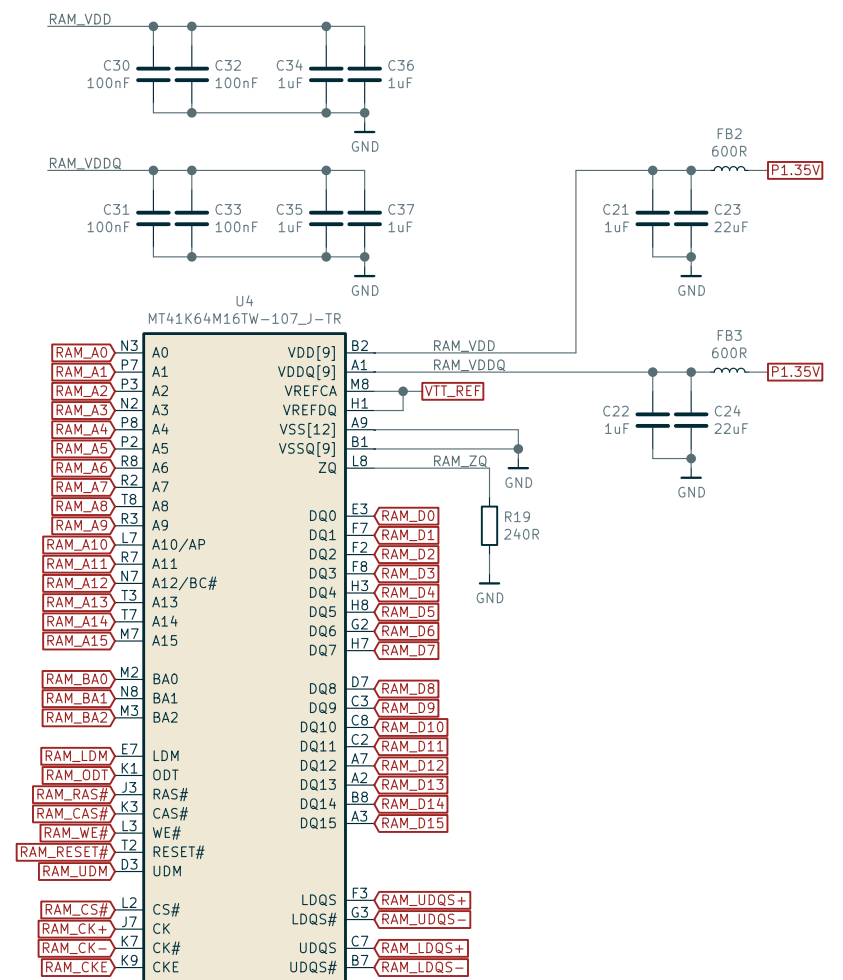 RAM_VDD
C30
100nF
C32
100nF
C34
1uF
C36
1uF
GND
RAM_VDDQ
C31
100nF
C33
100nF
C35
1uF
C37
1uF
GND
FB2
600R
P1.35V
C21
1uF
C23
22uF
GND
FB3
600R
P1.35V
C22
1uF
C24
22uF
GND
U4
MT41K64M16TW-107_J-TR
RAM_A0 N3 A0
RAM_A1 P7 A1
RAM_A2 P3 A2
RAM_A3 N2 A3
RAM_A4 P8 A4
RAM_A5 P2 A5
RAM_A6 R8 A6
RAM_A7 R2 A7
RAM_A8 T8 A8
RAM_A9 R3 A9
RAM_A10 L7 A10/AP
RAM_A11 R7 A11
RAM_A12 N7 A12/BC#
RAM_A13 T3 A13
RAM_A14 T7 A14
RAM_A15 M7 A15
RAM_BA0 M2 BA0
RAM_BA1 N8 BA1
RAM_BA2 M3 BA2
RAM_LDM E7 LDM
RAM_ODT K1 ODT
RAM_RAS# J3 RAS#
RAM_CAS# K3 CAS#
RAM_WE# L3 WE#
RAM_RESET# T2 RESET#
RAM_UDM D3 UDM
RAM_CS# L2 CS#
RAM_CK+ J7 CK
RAM_CK- K7 CK#
RAM_CKE K9 CKE
VDD[9] B2 RAM_VDD
VDDQ[9] A1 RAM_VDDQ
VREFCA M8 VTT_REF
VREFDQ H1
VSS[12] A9
VSSQ[9] B1
GND
ZQ L8 RAM_ZQ
R19
240R
GND
DQ0 E3 RAM_D0
DQ1 F7 RAM_D1
DQ2 F2 RAM_D2
DQ3 F8 RAM_D3
DQ4 H3 RAM_D4
DQ5 H8 RAM_D5
DQ6 G2 RAM_D6
DQ7 H7 RAM_D7
DQ8 D7 RAM_D8
DQ9 C3 RAM_D9
DQ10 C8 RAM_D10
DQ11 C2 RAM_D11
DQ12 A7 RAM_D12
DQ13 A2 RAM_D13
DQ14 B8 RAM_D14
DQ15 A3 RAM_D15
LDQS F3 RAM_UDQS+
LDQS# G3 RAM_UDQS-
UDQS C7 RAM_LDQS+
UDQS# B7 RAM_LDQS-